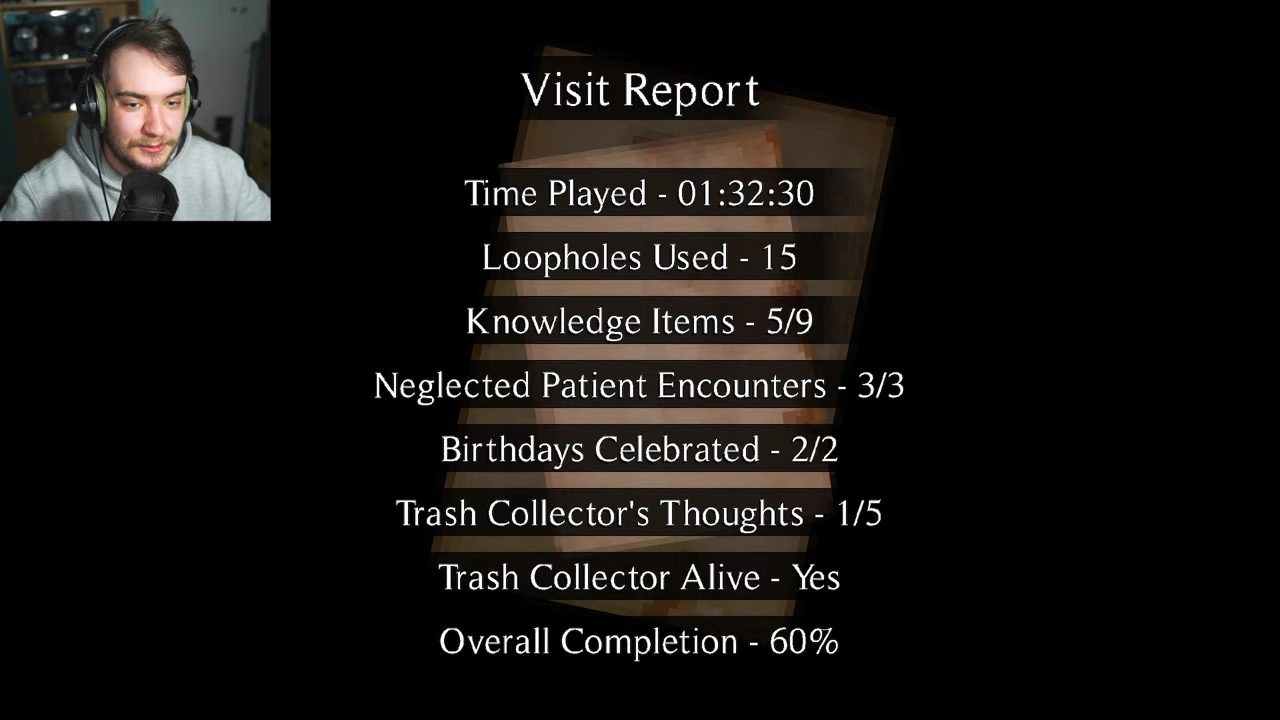 Visit Report
Time Played - 01:32:30
Loopholes Used - 15
Knowledge Items - 5/9
Neglected Patient Encounters - 3/3
Birthdays Celebrated - 2/2
Trash Collector's Thoughts - 1/5
Trash Collector Alive - Yes
Overall Completion - 60%